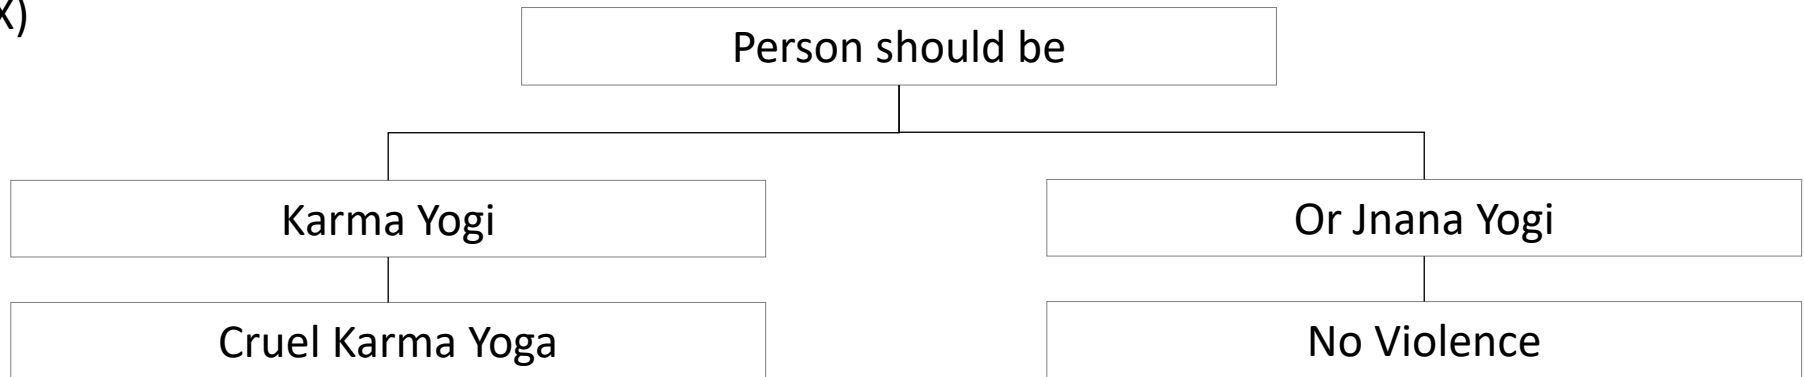 X)
Person should be
Karma Yogi
Or Jnana Yogi
Cruel Karma Yoga
No Violence